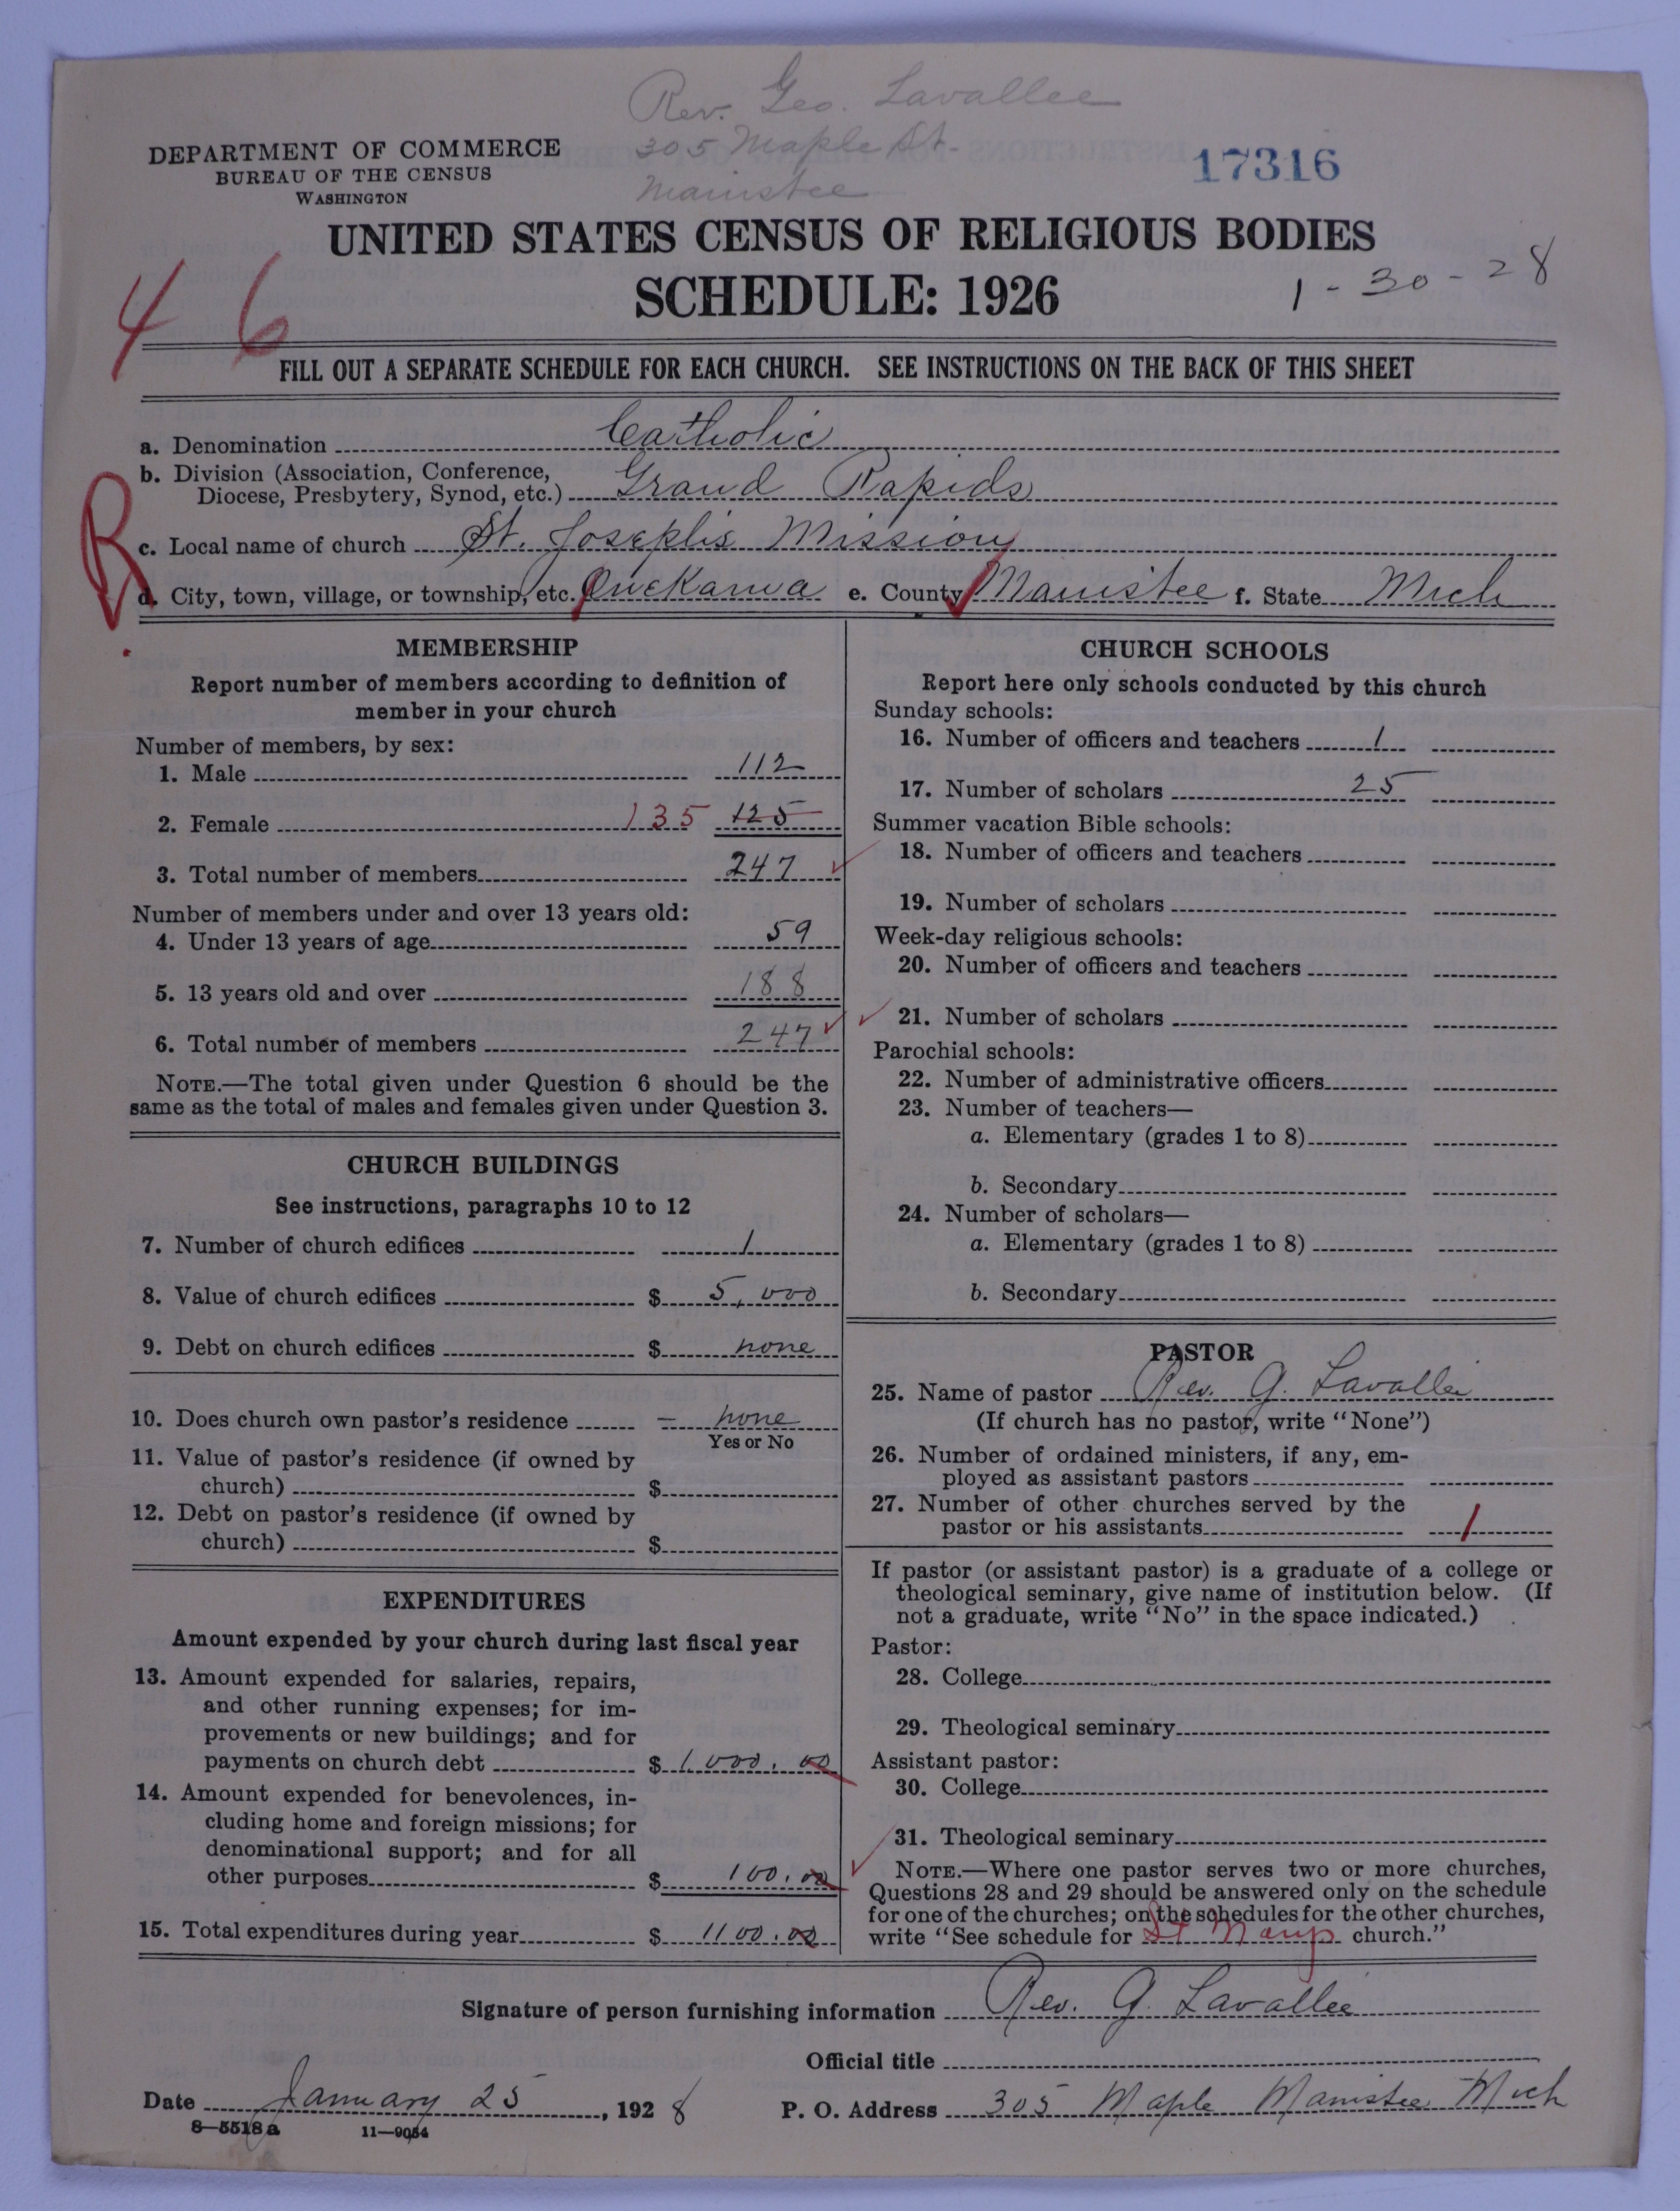 Rev. Geo. Lavallee
305 Maple St.
Manistee
DEPARTMENT OF COMMERCE
BUREAU OF THE CENSUS
WASHINGTON
17316
UNITED STATES CENSUS OF RELIGIOUS BODIES
SCHEDULE: 1926
1-30-28
46
FILL OUT A SEPARATE SCHEDULE FOR EACH CHURCH. SEE INSTRUCTIONS ON THE BACK OF THIS SHEET
a. Denomination Catholic
b. Division (Association, Conference,
Diocese, Presbytery, Synod, etc.) Grand Rapids
R
c. Local name of church St. Joseph's Mission
d. City, town, village, or township, etc. Onekama e. County Manistee f. State Mich
MEMBERSHIP
Report number of members according to definition of
member in your church
Number of members, by sex:
1. Male 112
2. Female 135 125
3. Total number of members 247
Number of members under and over 13 years old:
4. Under 13 years of age 59
5. 13 years old and over 188
6. Total number of members 247
NOTE.—The total given under Question 6 should be the
same as the total of males and females given under Question 3.
CHURCH BUILDINGS
See instructions, paragraphs 10 to 12
7. Number of church edifices 1
8. Value of church edifices $ 5,000
9. Debt on church edifices $ none
10. Does church own pastor's residence – none
Yes or No
11. Value of pastor's residence (if owned by
church) $
12. Debt on pastor's residence (if owned by
church) $
EXPENDITURES
Amount expended by your church during last fiscal year
13. Amount expended for salaries, repairs,
and other running expenses; for im-
provements or new buildings; and for
payments on church debt $ 1,000.00
14. Amount expended for benevolences, in-
cluding home and foreign missions; for
denominational support; and for all
other purposes $ 100.00
15. Total expenditures during year $ 1100.00
CHURCH SCHOOLS
Report here only schools conducted by this church
Sunday schools:
16. Number of officers and teachers 1
17. Number of scholars 25
Summer vacation Bible schools:
18. Number of officers and teachers
19. Number of scholars
Week-day religious schools:
20. Number of officers and teachers
21. Number of scholars
Parochial schools:
22. Number of administrative officers
23. Number of teachers—
a. Elementary (grades 1 to 8)
b. Secondary
24. Number of scholars—
a. Elementary (grades 1 to 8)
b. Secondary
PASTOR
25. Name of pastor Rev. G. Lavallee
(If church has no pastor, write "None")
26. Number of ordained ministers, if any, em-
ployed as assistant pastors
27. Number of other churches served by the
pastor or his assistants 1
If pastor (or assistant pastor) is a graduate of a college or
theological seminary, give name of institution below. (If
not a graduate, write "No" in the space indicated.)
Pastor:
28. College
29. Theological seminary
Assistant pastor:
30. College
31. Theological seminary
NOTE.—Where one pastor serves two or more churches,
Questions 28 and 29 should be answered only on the schedule
for one of the churches; on the schedules for the other churches,
write "See schedule for St Marys church."
Signature of person furnishing information Rev. G. Lavallee
Official title
Date January 25, 1928 P. O. Address 305 Maple Manistee Mich
8—5518a 11—9054